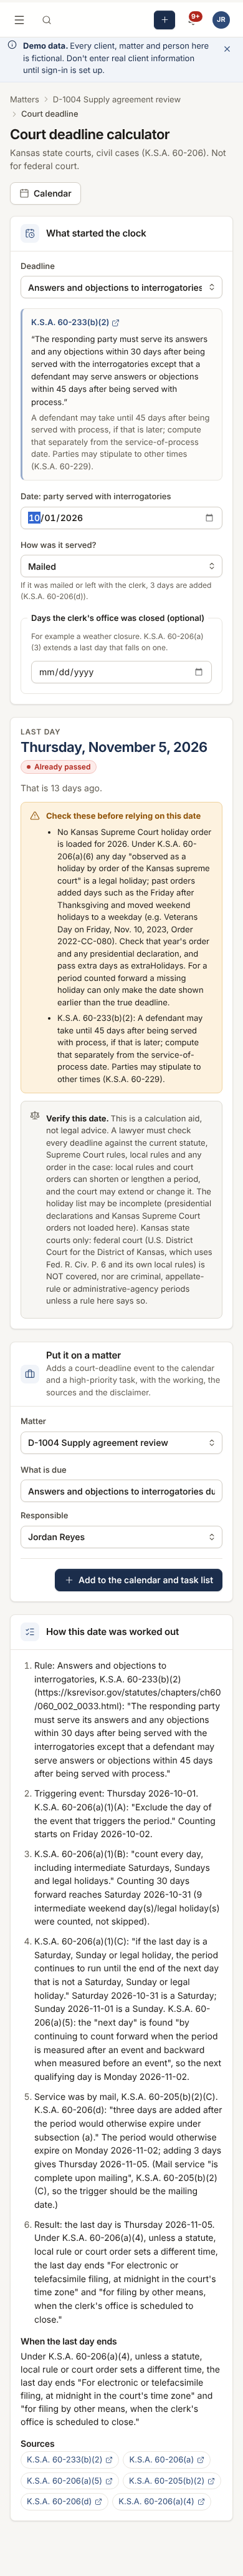 9+
JR
Demo data. Every client, matter and person here
is fictional. Don't enter real client information
until sign-in is set up.
Matters > D-1004 Supply agreement review
> Court deadline
Court deadline calculator
Kansas state courts, civil cases (K.S.A. 60-206). Not
for federal court.
Calendar
What started the clock
Deadline
Answers and objections to interrogatories
K.S.A. 60-233(b)(2)
"The responding party must serve its answers
and any objections within 30 days after being
served with the interrogatories except that a
defendant may serve answers or objections
within 45 days after being served with
process."
A defendant may take until 45 days after being
served with process, if that is later; compute
that separately from the service-of-process
date. Parties may stipulate to other times
(K.S.A. 60-229).
Date: party served with interrogatories
10/01/2026
How was it served?
Mailed
If it was mailed or left with the clerk, 3 days are added
(K.S.A. 60-206(d)).
Days the clerk's office was closed (optional)
For example a weather closure. K.S.A. 60-206(a)
(3) extends a last day that falls on one.
mm/dd/yyyy
LAST DAY
Thursday, November 5, 2026
Already passed
That is 13 days ago.
Check these before relying on this date
• No Kansas Supreme Court holiday order
is loaded for 2026. Under K.S.A. 60-
206(a)(6) any day "observed as a
holiday by order of the Kansas supreme
court" is a legal holiday; past orders
added days such as the Friday after
Thanksgiving and moved weekend
holidays to a weekday (e.g. Veterans
Day on Friday, Nov. 10, 2023, Order
2022-CC-080). Check that year's order
and any presidential declaration, and
pass extra days as extraHolidays. For a
period counted forward a missing
holiday can only make the date shown
earlier than the true deadline.
• K.S.A. 60-233(b)(2): A defendant may
take until 45 days after being served
with process, if that is later; compute
that separately from the service-of-
process date. Parties may stipulate to
other times (K.S.A. 60-229).
Verify this date. This is a calculation aid,
not legal advice. A lawyer must check
every deadline against the current statute,
Supreme Court rules, local rules and any
order in the case: local rules and court
orders can shorten or lengthen a period,
and the court may extend or change it. The
holiday list may be incomplete (presidential
declarations and Kansas Supreme Court
orders not loaded here). Kansas state
courts only: federal court (U.S. District
Court for the District of Kansas, which uses
Fed. R. Civ. P. 6 and its own local rules) is
NOT covered, nor are criminal, appellate-
rule or administrative-agency periods
unless a rule here says so.
Put it on a matter
Adds a court-deadline event to the calendar
and a high-priority task, with the working, the
sources and the disclaimer.
Matter
D-1004 Supply agreement review
What is due
Answers and objections to interrogatories du
Responsible
Jordan Reyes
+ Add to the calendar and task list
How this date was worked out
1. Rule: Answers and objections to
interrogatories, K.S.A. 60-233(b)(2)
(https://ksrevisor.gov/statutes/chapters/ch60
/060_002_0033.html): "The responding party
must serve its answers and any objections
within 30 days after being served with the
interrogatories except that a defendant may
serve answers or objections within 45 days
after being served with process."
2. Triggering event: Thursday 2026-10-01.
K.S.A. 60-206(a)(1)(A): "Exclude the day of
the event that triggers the period." Counting
starts on Friday 2026-10-02.
3. K.S.A. 60-206(a)(1)(B): "count every day,
including intermediate Saturdays, Sundays
and legal holidays." Counting 30 days
forward reaches Saturday 2026-10-31 (9
intermediate weekend day(s)/legal holiday(s)
were counted, not skipped).
4. K.S.A. 60-206(a)(1)(C): "if the last day is a
Saturday, Sunday or legal holiday, the period
continues to run until the end of the next day
that is not a Saturday, Sunday or legal
holiday." Saturday 2026-10-31 is a Saturday;
Sunday 2026-11-01 is a Sunday. K.S.A. 60-
206(a)(5): the "next day" is found "by
continuing to count forward when the period
is measured after an event and backward
when measured before an event", so the next
qualifying day is Monday 2026-11-02.
5. Service was by mail, K.S.A. 60-205(b)(2)(C).
K.S.A. 60-206(d): "three days are added after
the period would otherwise expire under
subsection (a)." The period would otherwise
expire on Monday 2026-11-02; adding 3 days
gives Thursday 2026-11-05. (Mail service "is
complete upon mailing", K.S.A. 60-205(b)(2)
(C), so the trigger should be the mailing
date.)
6. Result: the last day is Thursday 2026-11-05.
Under K.S.A. 60-206(a)(4), unless a statute,
local rule or court order sets a different time,
the last day ends "For electronic or
telefacsimile filing, at midnight in the court's
time zone" and "for filing by other means,
when the clerk's office is scheduled to
close."
When the last day ends
Under K.S.A. 60-206(a)(4), unless a statute,
local rule or court order sets a different time, the
last day ends "For electronic or telefacsimile
filing, at midnight in the court's time zone" and
"for filing by other means, when the clerk's
office is scheduled to close."
Sources
K.S.A. 60-233(b)(2) K.S.A. 60-206(a)
K.S.A. 60-206(a)(5) K.S.A. 60-205(b)(2)
K.S.A. 60-206(d) K.S.A. 60-206(a)(4)